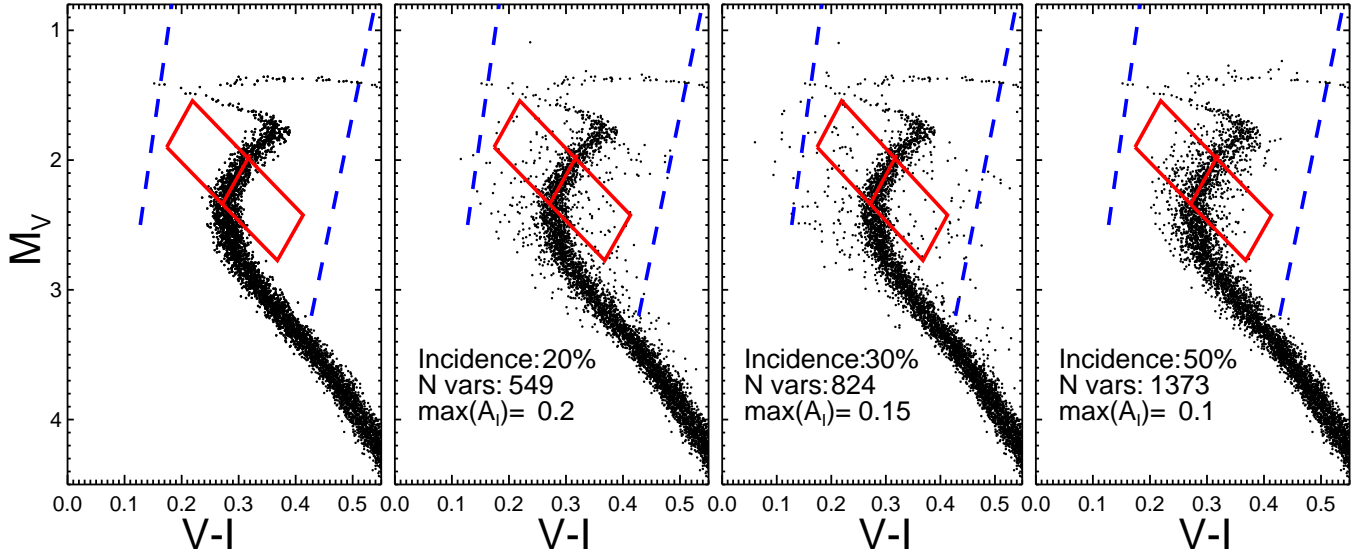 1
2
3
4
M_V
Incidence: 20%
N vars: 549
max(A_I)= 0.2
Incidence: 30%
N vars: 824
max(A_I)= 0.15
Incidence: 50%
N vars: 1373
max(A_I)= 0.1
0.0 0.1 0.2 0.3 0.4 0.5 0.0 0.1 0.2 0.3 0.4 0.5 0.0 0.1 0.2 0.3 0.4 0.5 0.0 0.1 0.2 0.3 0.4 0.5
V-I V-I V-I V-I